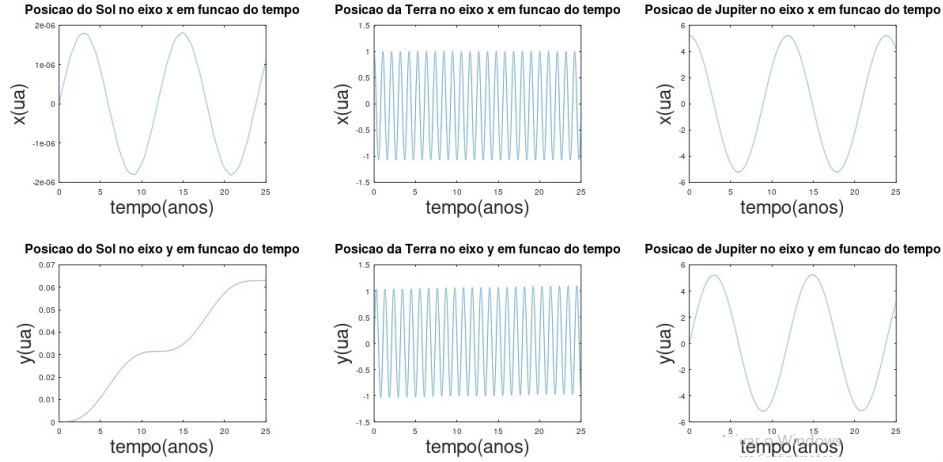 Posicao do Sol no eixo x em funcao do tempo
2e-06
1e-06
0
-1e-06
-2e-06
x(ua)
0 5 10 15 20 25
tempo(anos)
Posicao da Terra no eixo x em funcao do tempo
1.5
1
0.5
0
-0.5
-1
-1.5
x(ua)
0 5 10 15 20 25
tempo(anos)
Posicao de Jupiter no eixo x em funcao do tempo
6
4
2
0
-2
-4
-6
x(ua)
0 5 10 15 20 25
tempo(anos)
Posicao do Sol no eixo y em funcao do tempo
0.07
0.06
0.05
0.04
0.03
0.02
0.01
0
y(ua)
0 5 10 15 20 25
tempo(anos)
Posicao da Terra no eixo y em funcao do tempo
1.5
1
0.5
0
-0.5
-1
-1.5
y(ua)
0 5 10 15 20 25
tempo(anos)
Posicao de Jupiter no eixo y em funcao do tempo
6
4
2
0
-2
-4
-6
y(ua)
0 5 10 15 20 25
tempo(anos)
var o Windows